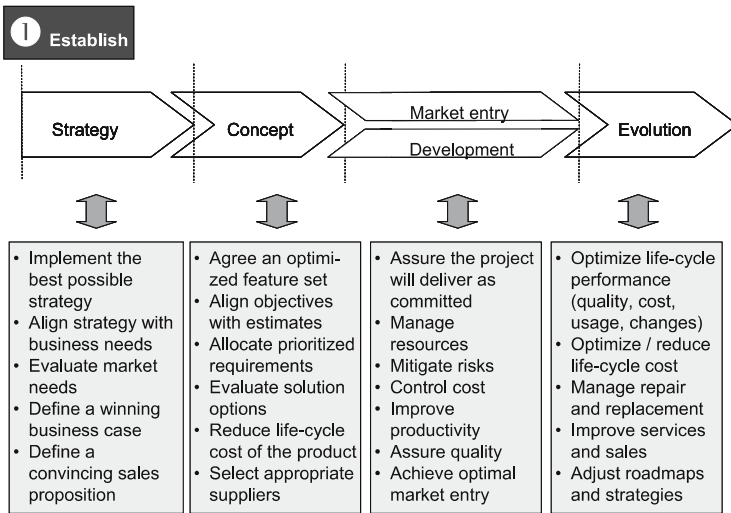 1 Establish
Strategy
Concept
Market entry
Development
Evolution
• Implement the
best possible
strategy
• Align strategy with
business needs
• Evaluate market
needs
• Define a winning
business case
• Define a
convincing sales
proposition
• Agree an optimi-
zed feature set
• Align objectives
with estimates
• Allocate prioritized
requirements
• Evaluate solution
options
• Reduce life-cycle
cost of the product
• Select appropriate
suppliers
• Assure the project
will deliver as
committed
• Manage
resources
• Mitigate risks
• Control cost
• Improve
productivity
• Assure quality
• Achieve optimal
market entry
• Optimize life-cycle
performance
(quality, cost,
usage, changes)
• Optimize / reduce
life-cycle cost
• Manage repair
and replacement
• Improve services
and sales
• Adjust roadmaps
and strategies